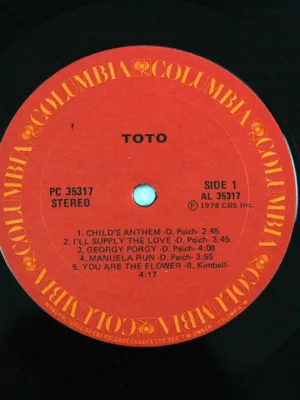 COLUMBIA COLUMBIA COLUMBIA COLUMBIA COLUMBIA COLUMBIA
TOTO
PC 35317
STEREO
SIDE 1
AL 35317
Ⓟ 1978 CBS Inc.
1. CHILD'S ANTHEM -D. Paich- 2:45
2. I'LL SUPPLY THE LOVE -D. Paich- 3:45
3. GEORGY PORGY -D. Paich- 4:08
4. MANUELA RUN -D. Paich- 3:55
5. YOU ARE THE FLOWER -B. Kimball-
4:17